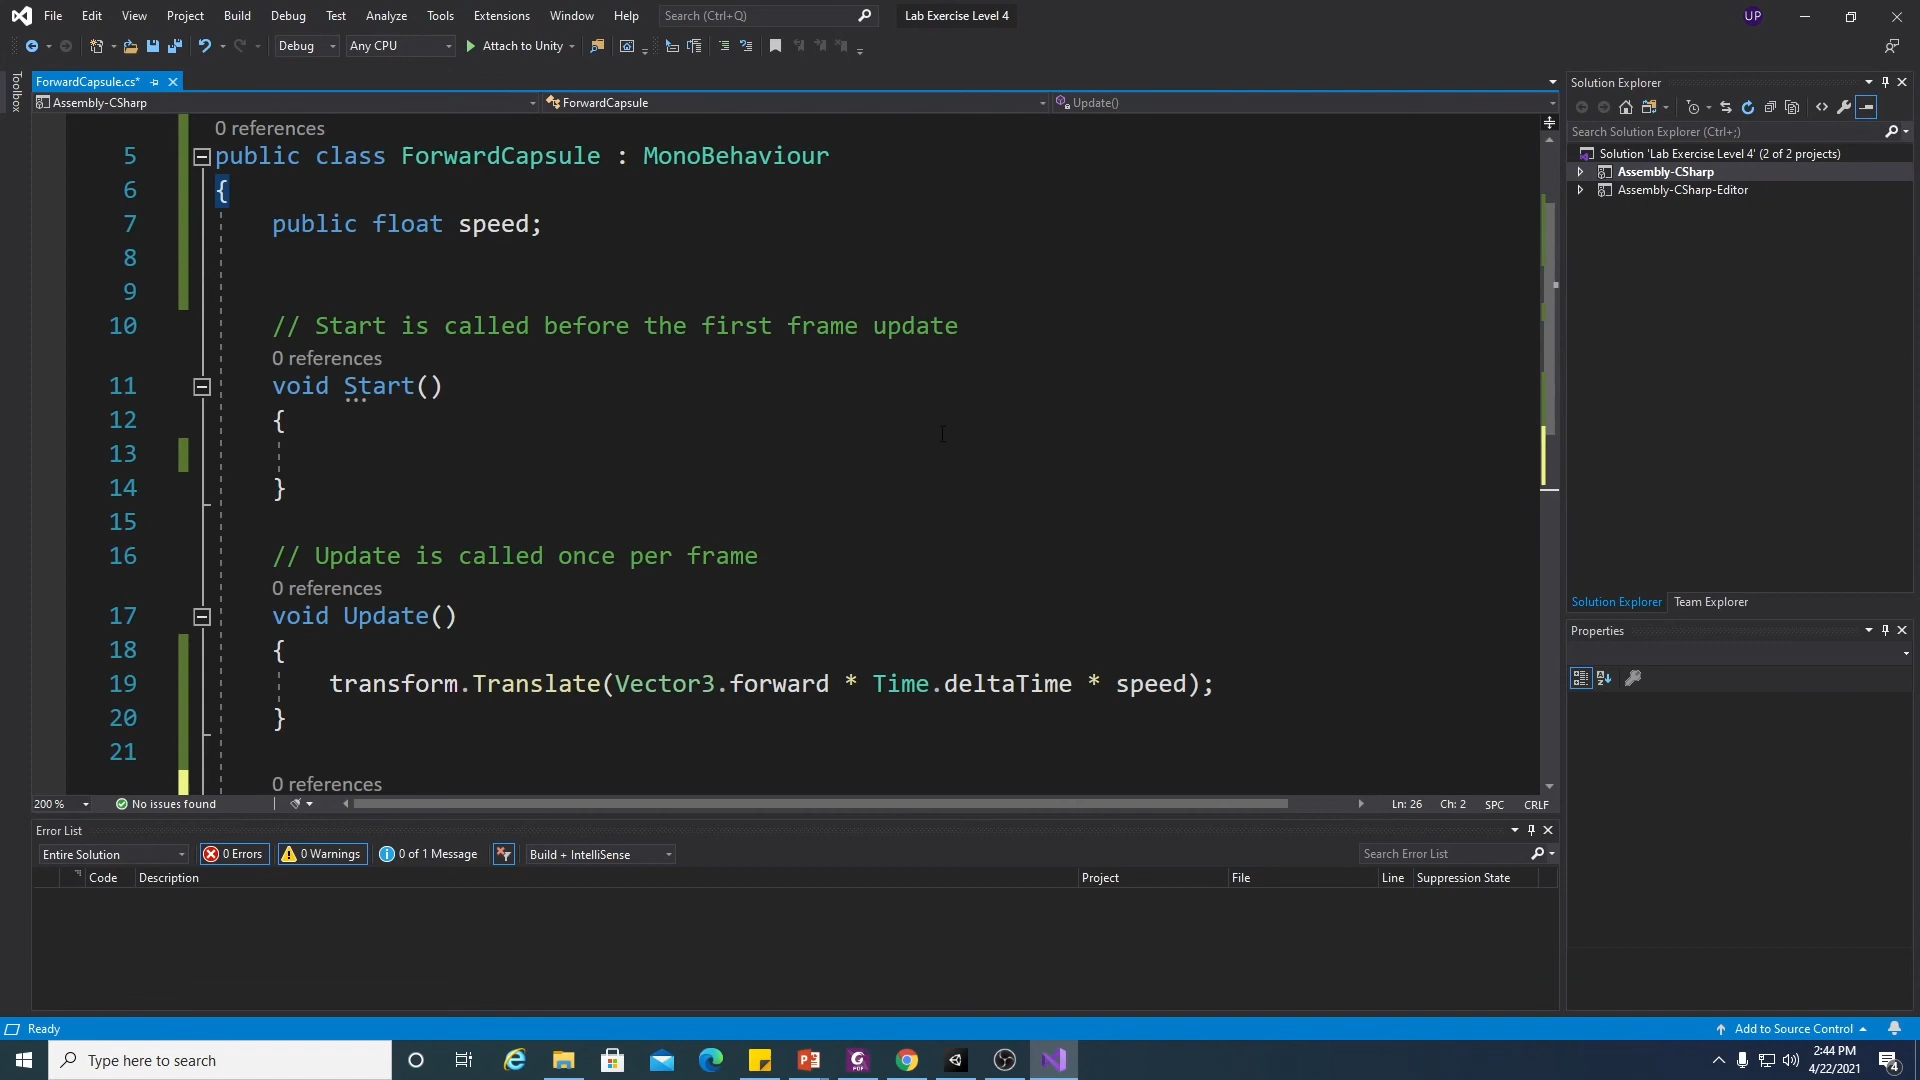 File Edit View Project Build Debug Test Analyze Tools Extensions Window Help Search (Ctrl+Q) Lab Exercise Level 4 UP
Debug Any CPU Attach to Unity
Toolbox
ForwardCapsule.cs*
Assembly-CSharp ForwardCapsule Update()
0 references
5 public class ForwardCapsule : MonoBehaviour
6 {
7 public float speed;
8
9
10 // Start is called before the first frame update
0 references
11 void Start()
12 {
13
14 }
15
16 // Update is called once per frame
0 references
17 void Update()
18 {
19 transform.Translate(Vector3.forward * Time.deltaTime * speed);
20 }
21
0 references
200 % No issues found Ln: 26 Ch: 2 SPC CRLF
Error List
Entire Solution 0 Errors 0 Warnings 0 of 1 Message Build + IntelliSense Search Error List
Code Description Project File Line Suppression State
Solution Explorer
Search Solution Explorer (Ctrl+;)
Solution 'Lab Exercise Level 4' (2 of 2 projects)
Assembly-CSharp
Assembly-CSharp-Editor
Solution Explorer Team Explorer
Properties
Ready Add to Source Control
Type here to search
2:44 PM
4/22/2021
4